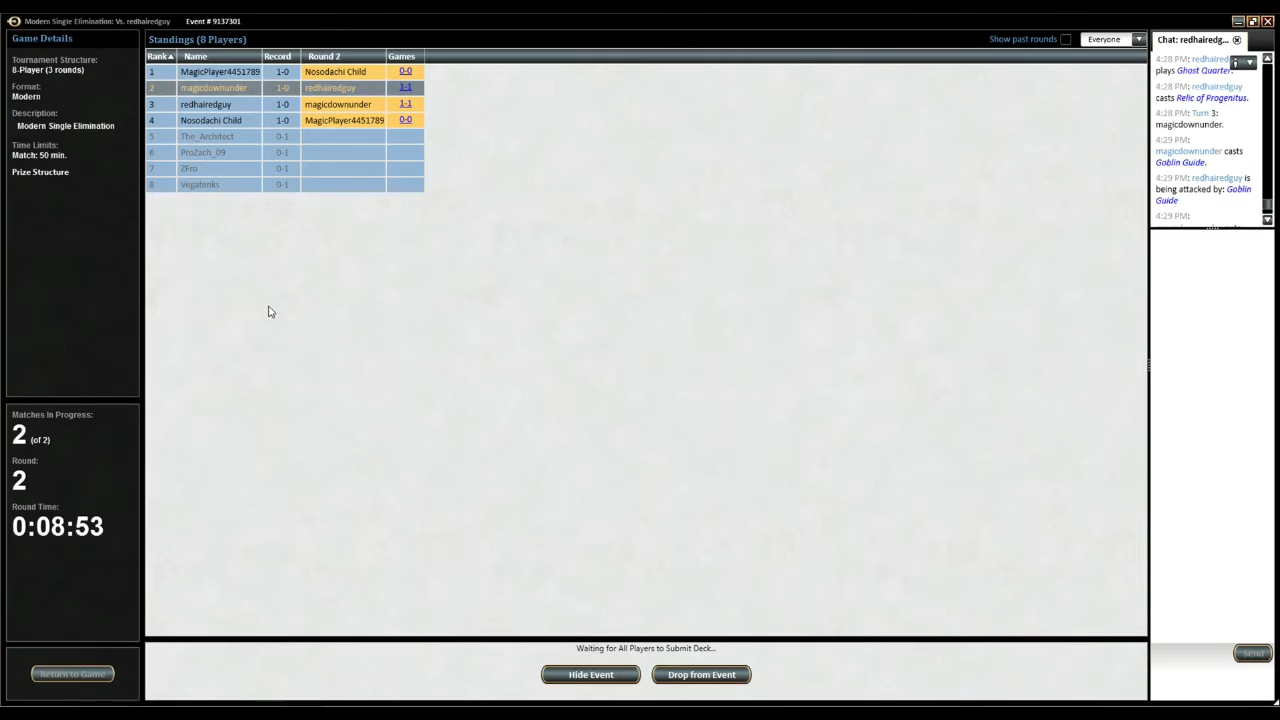 Modern Single Elimination: Vs. redhairedguy Event # 9137301
Game Details
Tournament Structure:
8-Player (3 rounds)
Format:
Modern
Description:
Modern Single Elimination
Time Limits:
Match: 50 min.
Prize Structure
Matches In Progress:
2 (of 2)
Round:
2
Round Time:
0:08:53
Return to Game
Standings (8 Players)
Show past rounds
Everyone
Rank Name Record Round 2 Games
1 MagicPlayer4451789 1-0 Nosodachi Child 0-0
2 magicdownunder 1-0 redhairedguy 1-1
3 redhairedguy 1-0 magicdownunder 1-1
4 Nosodachi Child 1-0 MagicPlayer4451789 0-0
5 The_Architect 0-1
6 ProZach_09 0-1
7 ZFro 0-1
8 Vegafenks 0-1
Waiting for All Players to Submit Deck...
Hide Event Drop from Event
Chat: redhairedg...
4:28 PM: redhaired
plays Ghost Quarter.
4:28 PM: redhairedguy
casts Relic of Progenitus.
4:28 PM: Turn 3:
magicdownunder.
4:29 PM:
magicdownunder casts
Goblin Guide.
4:29 PM: redhairedguy is
being attacked by: Goblin
Guide
4:29 PM:
Send